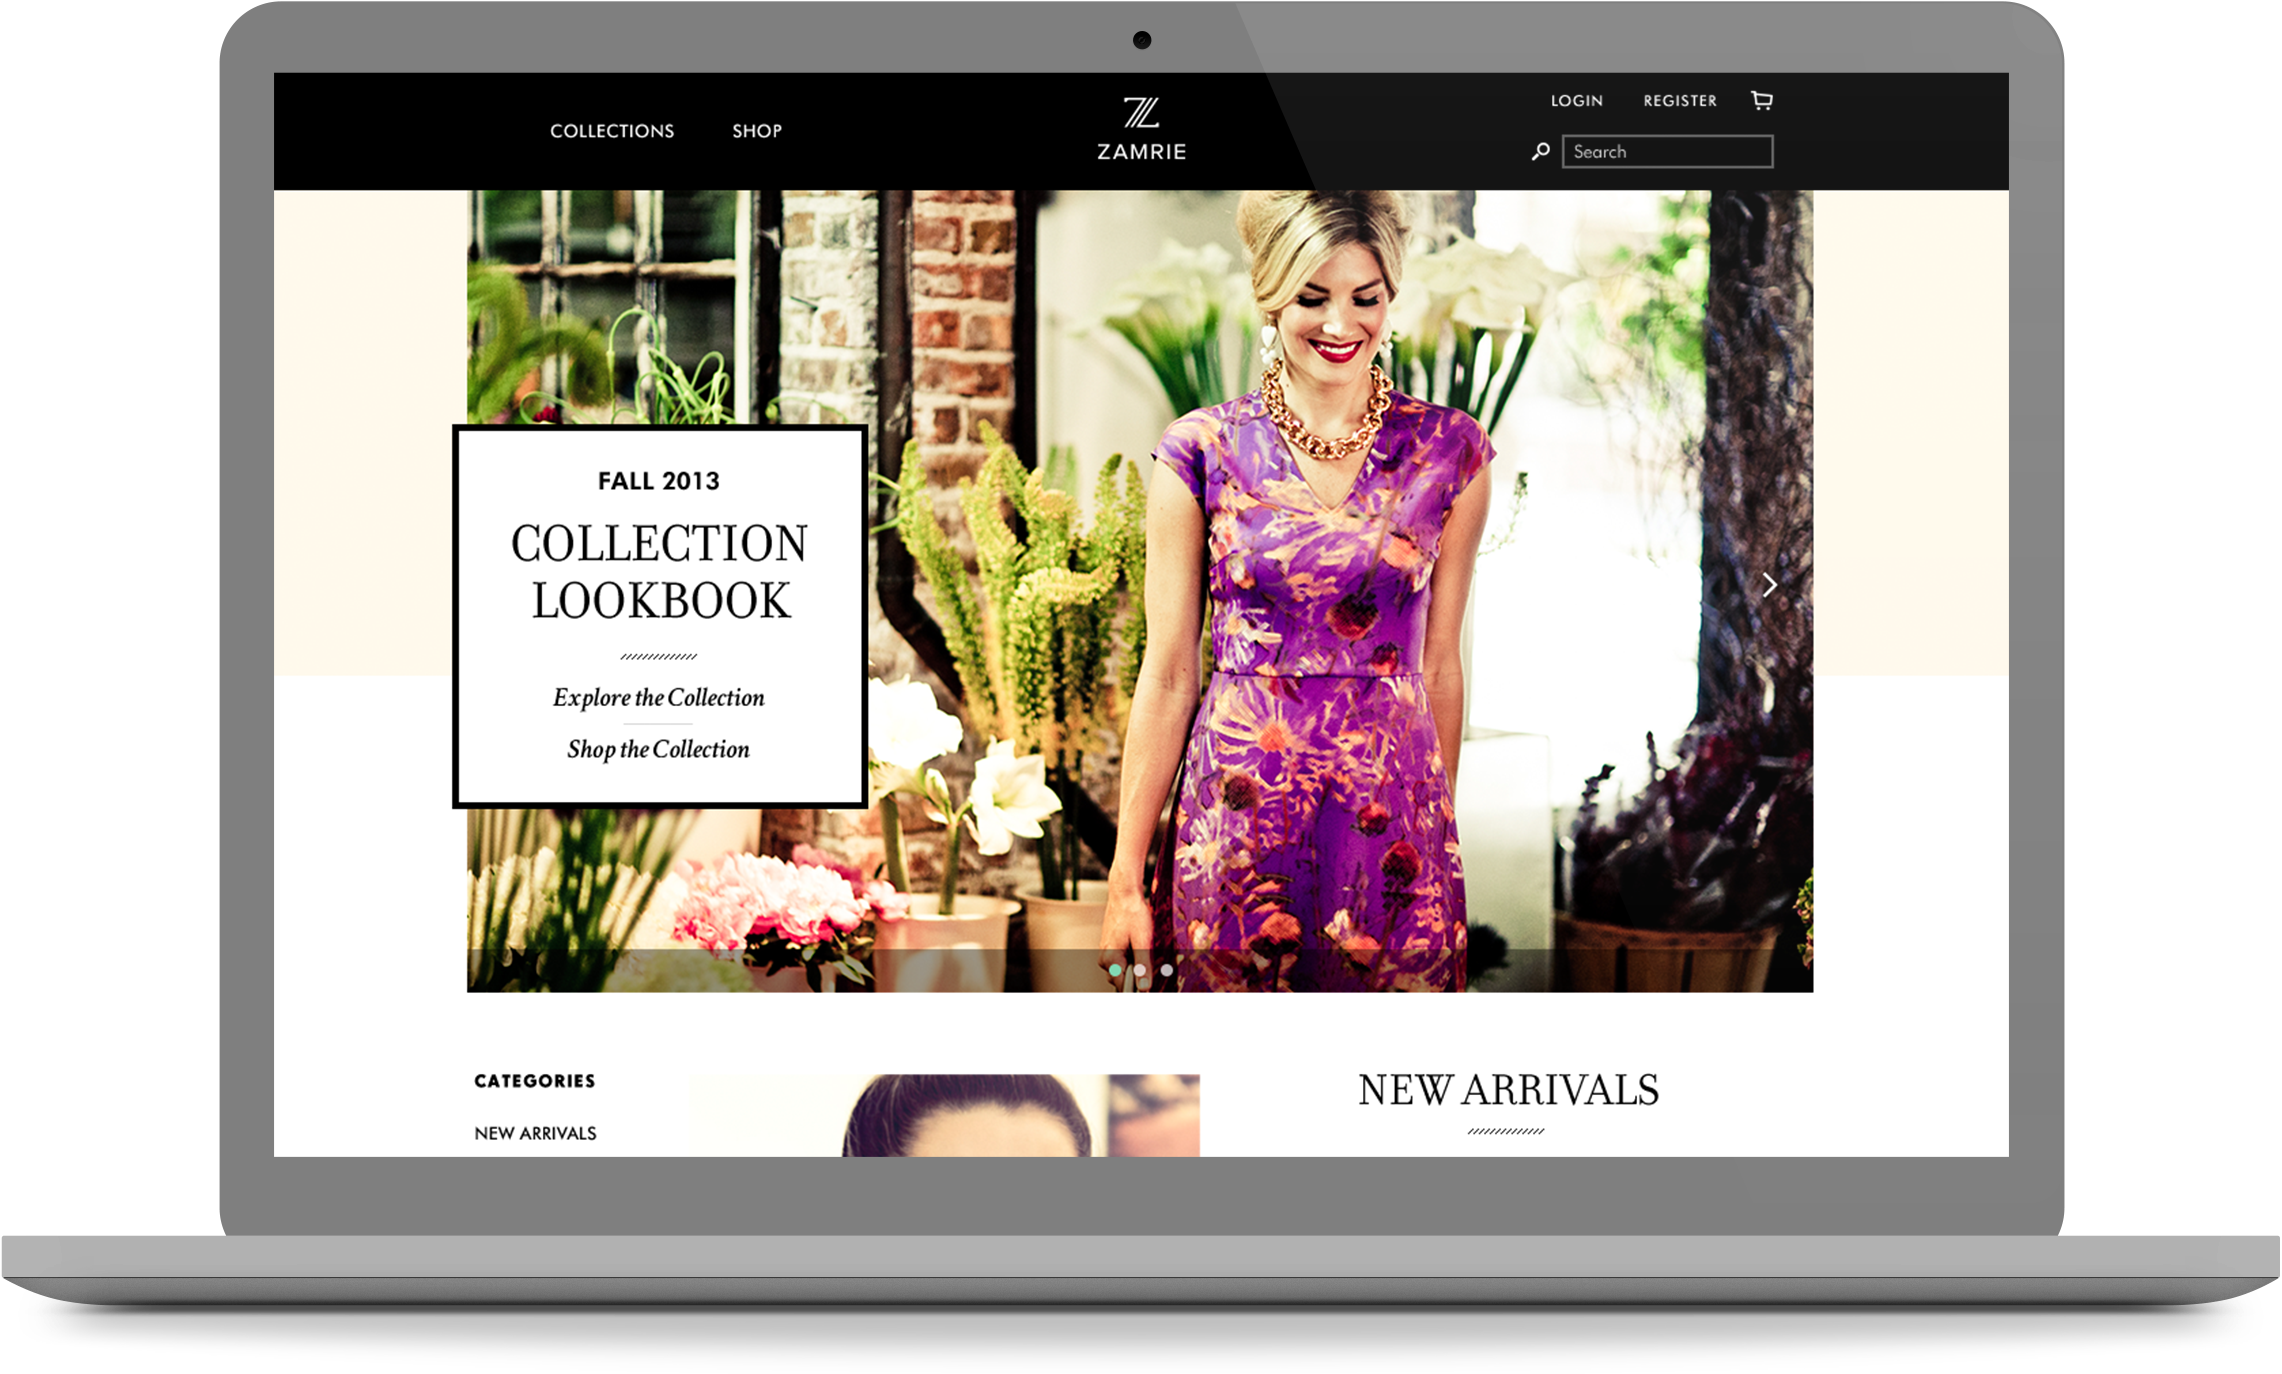 COLLECTIONS
SHOP
ZAMRIE
LOGIN
REGISTER
Search
FALL 2013
COLLECTION
LOOKBOOK
Explore the Collection
Shop the Collection
CATEGORIES
NEW ARRIVALS
NEW ARRIVALS